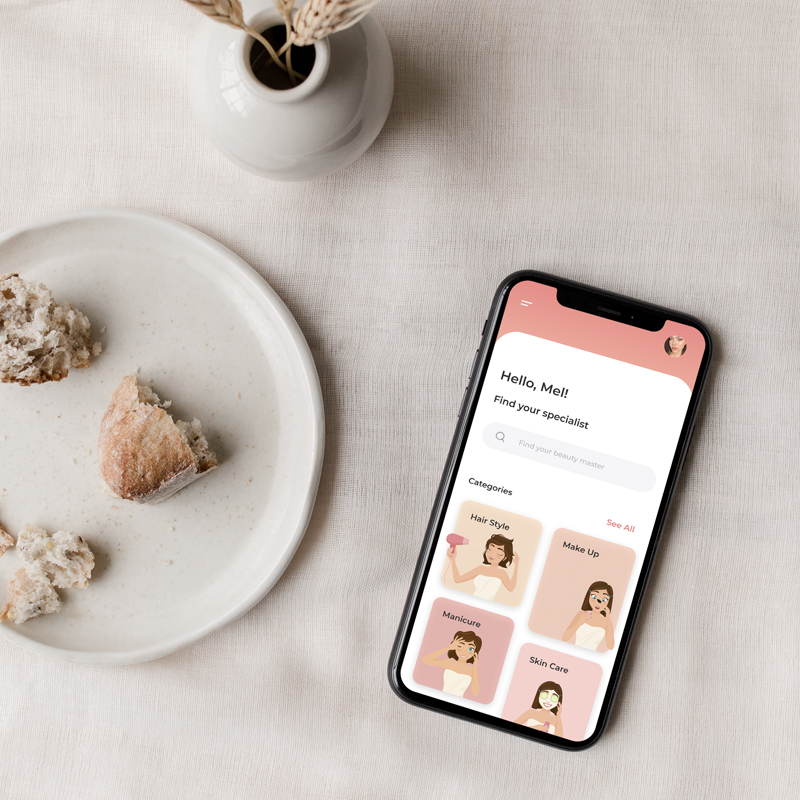 Hello, Mel!
Find your specialist
Find your beauty master
Categories
See All
Hair Style
Make Up
Manicure
Skin Care